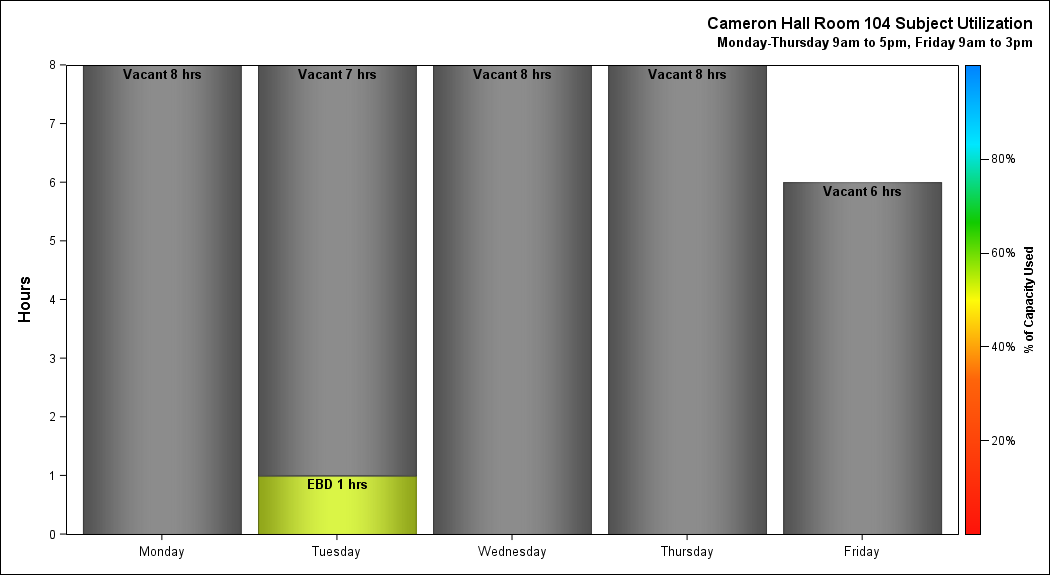 Cameron Hall Room 104 Subject Utilization
Monday-Thursday 9am to 5pm, Friday 9am to 3pm
Hours
8
7
6
5
4
3
2
1
0
Vacant 8 hrs
Vacant 7 hrs
Vacant 8 hrs
Vacant 8 hrs
Vacant 6 hrs
EBD 1 hrs
Monday
Tuesday
Wednesday
Thursday
Friday
80%
60%
40%
20%
% of Capacity Used